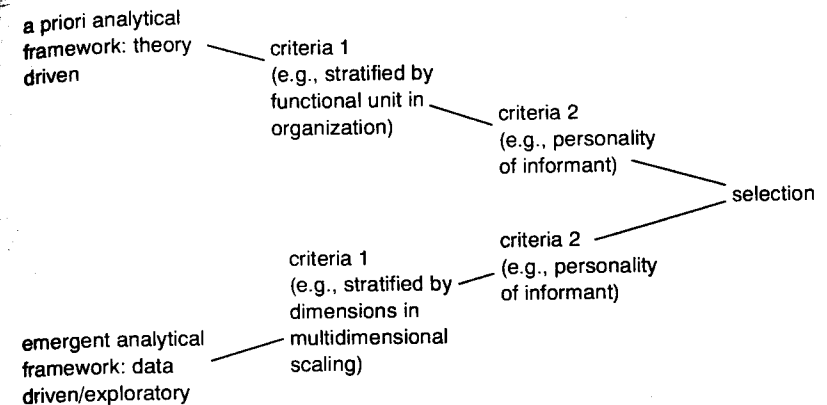 a priori analytical
framework: theory
driven
criteria 1
(e.g., stratified by
functional unit in
organization)
criteria 2
(e.g., personality
of informant)
selection
criteria 2
(e.g., personality
of informant)
criteria 1
(e.g., stratified by
dimensions in
multidimensional
scaling)
emergent analytical
framework: data
driven/exploratory